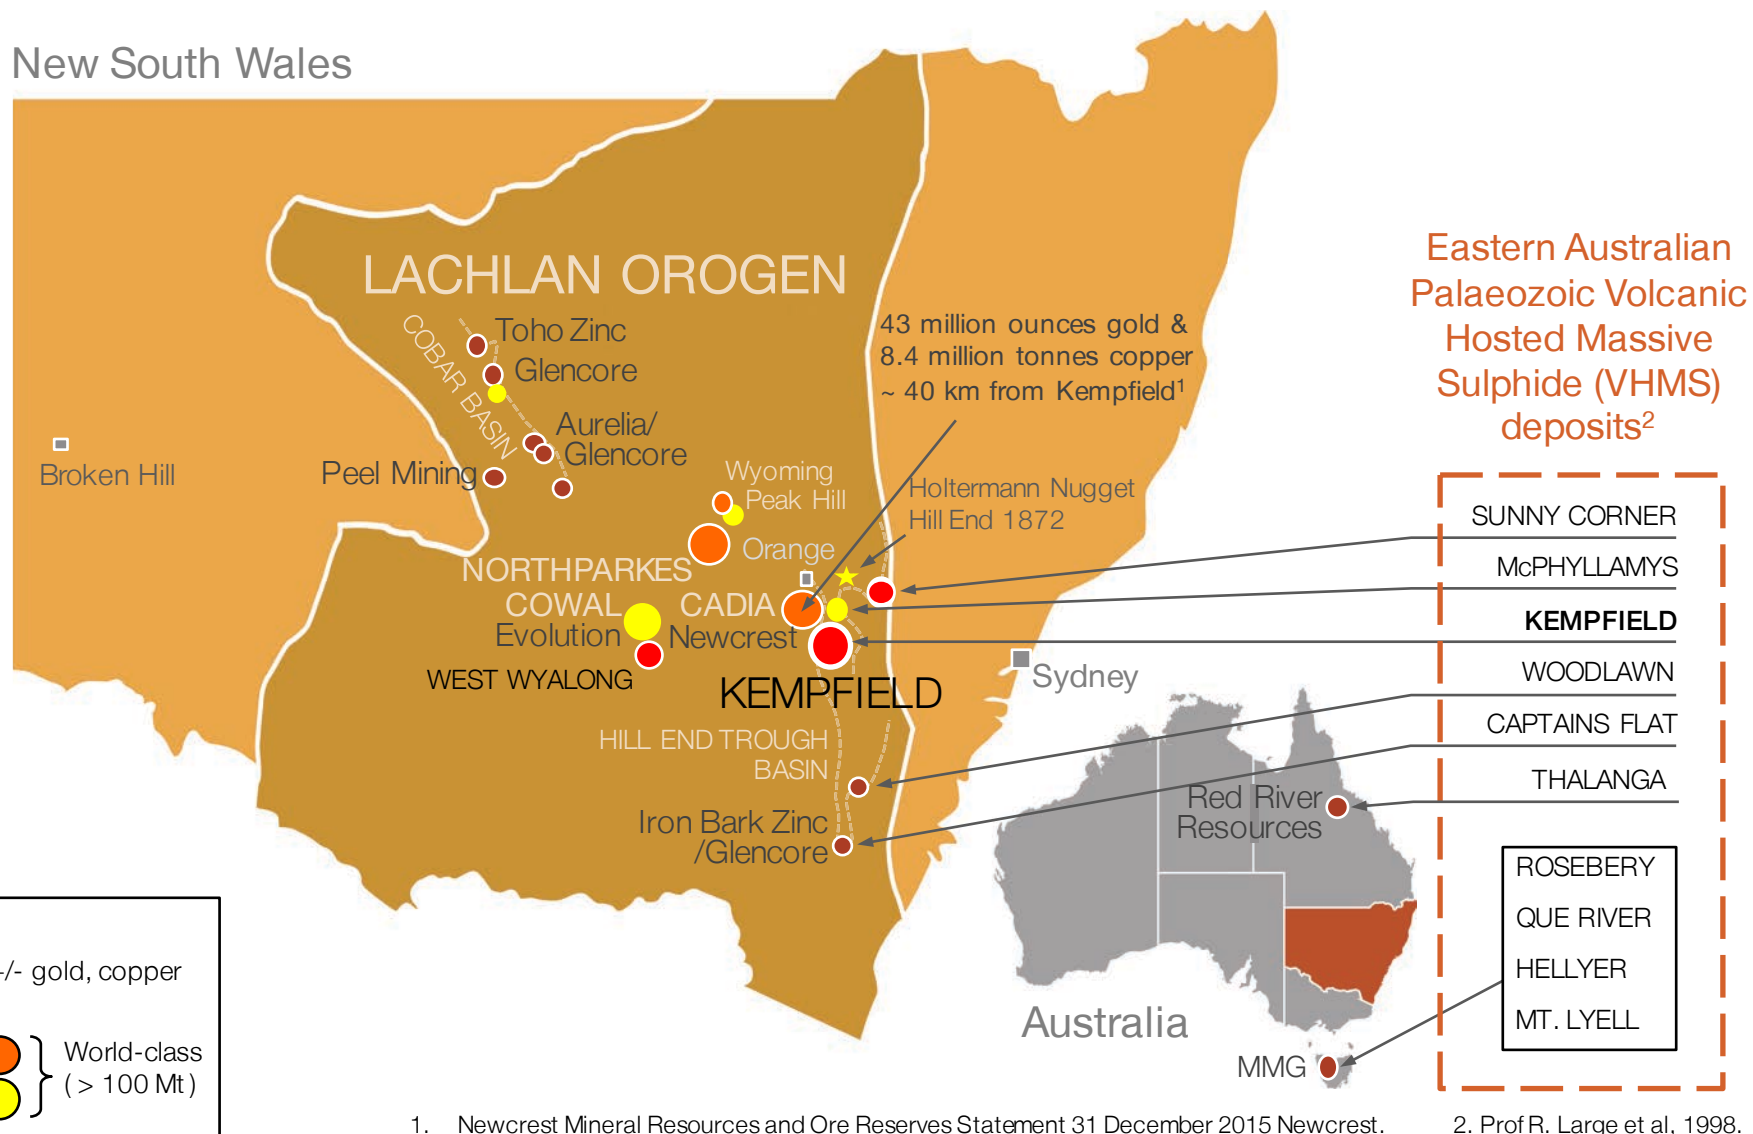 New South Wales
LACHLAN OROGEN
COBAR BASIN
Toho Zinc
Glencore
Aurelia/
Glencore
Peel Mining
Broken Hill
43 million ounces gold &
8.4 million tonnes copper
~ 40 km from Kempfield1
Wyoming
Peak Hill
Holtermann Nugget
Hill End 1872
Orange
NORTHPARKES
COWAL
Evolution
CADIA
Newcrest
WEST WYALONG
KEMPFIELD
Sydney
HILL END TROUGH
BASIN
Iron Bark Zinc
/Glencore
Eastern Australian
Palaeozoic Volcanic
Hosted Massive
Sulphide (VHMS)
deposits2
SUNNY CORNER
McPHYLLAMYS
KEMPFIELD
WOODLAWN
CAPTAINS FLAT
THALANGA
Red River
Resources
ROSEBERY
QUE RIVER
HELLYER
MT. LYELL
Australia
MMG
+/- gold, copper
World-class
( > 100 Mt )
1. Newcrest Mineral Resources and Ore Reserves Statement 31 December 2015 Newcrest.
2. Prof R. Large et al, 1998.